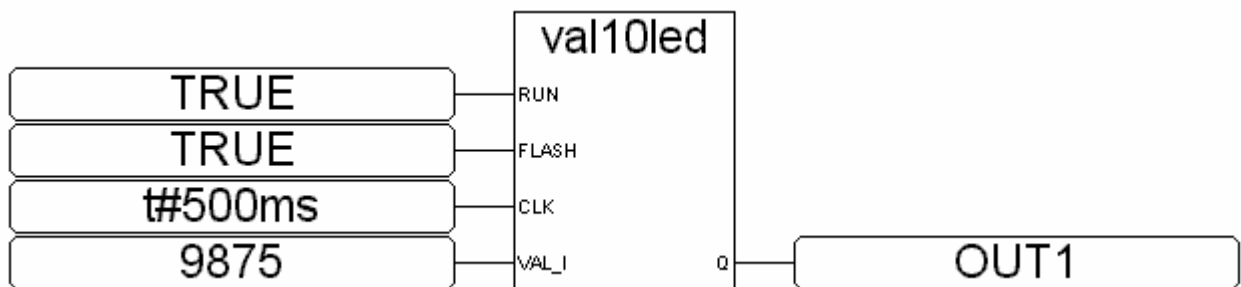 val10led
TRUE RUN
TRUE FLASH
t#500ms CLK
9875 VAL_I Q OUT1